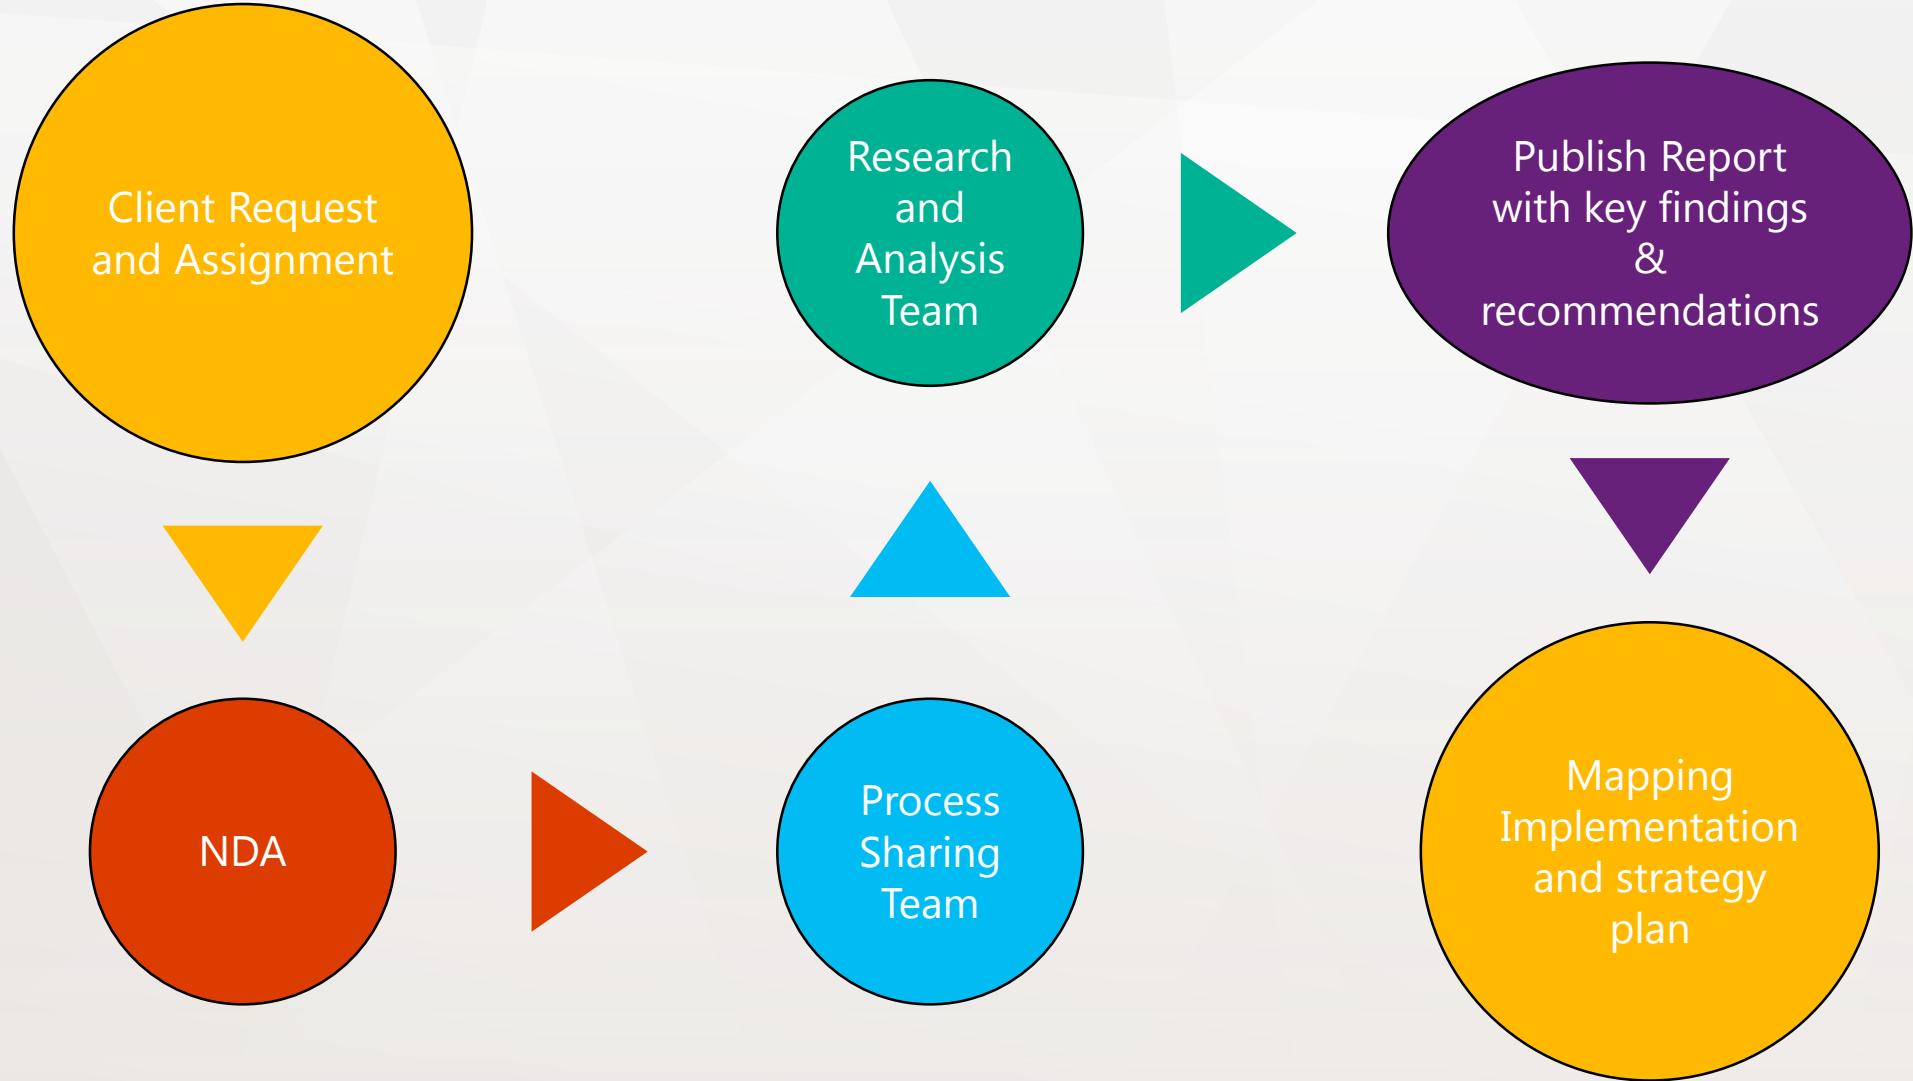 Client Request
and Assignment
NDA
Process
Sharing
Team
Research
and
Analysis
Team
Publish Report
with key findings
&
recommendations
Mapping
Implementation
and strategy
plan